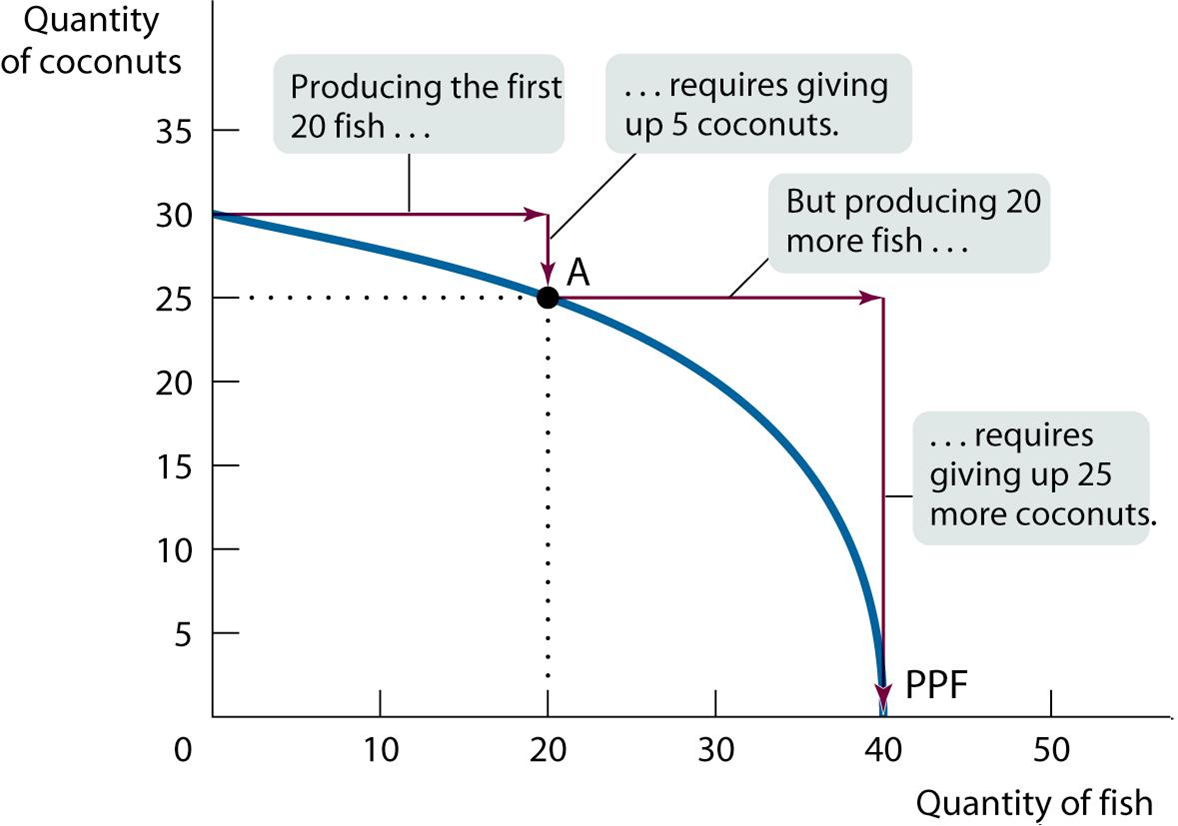 Quantity
of coconuts
Producing the first
20 fish . . .
. . . requires giving
up 5 coconuts.
But producing 20
more fish . . .
35
30
A
25
20
. . . requires
giving up 25
more coconuts.
15
10
5
PPF
0
10
20
30
40
50
Quantity of fish